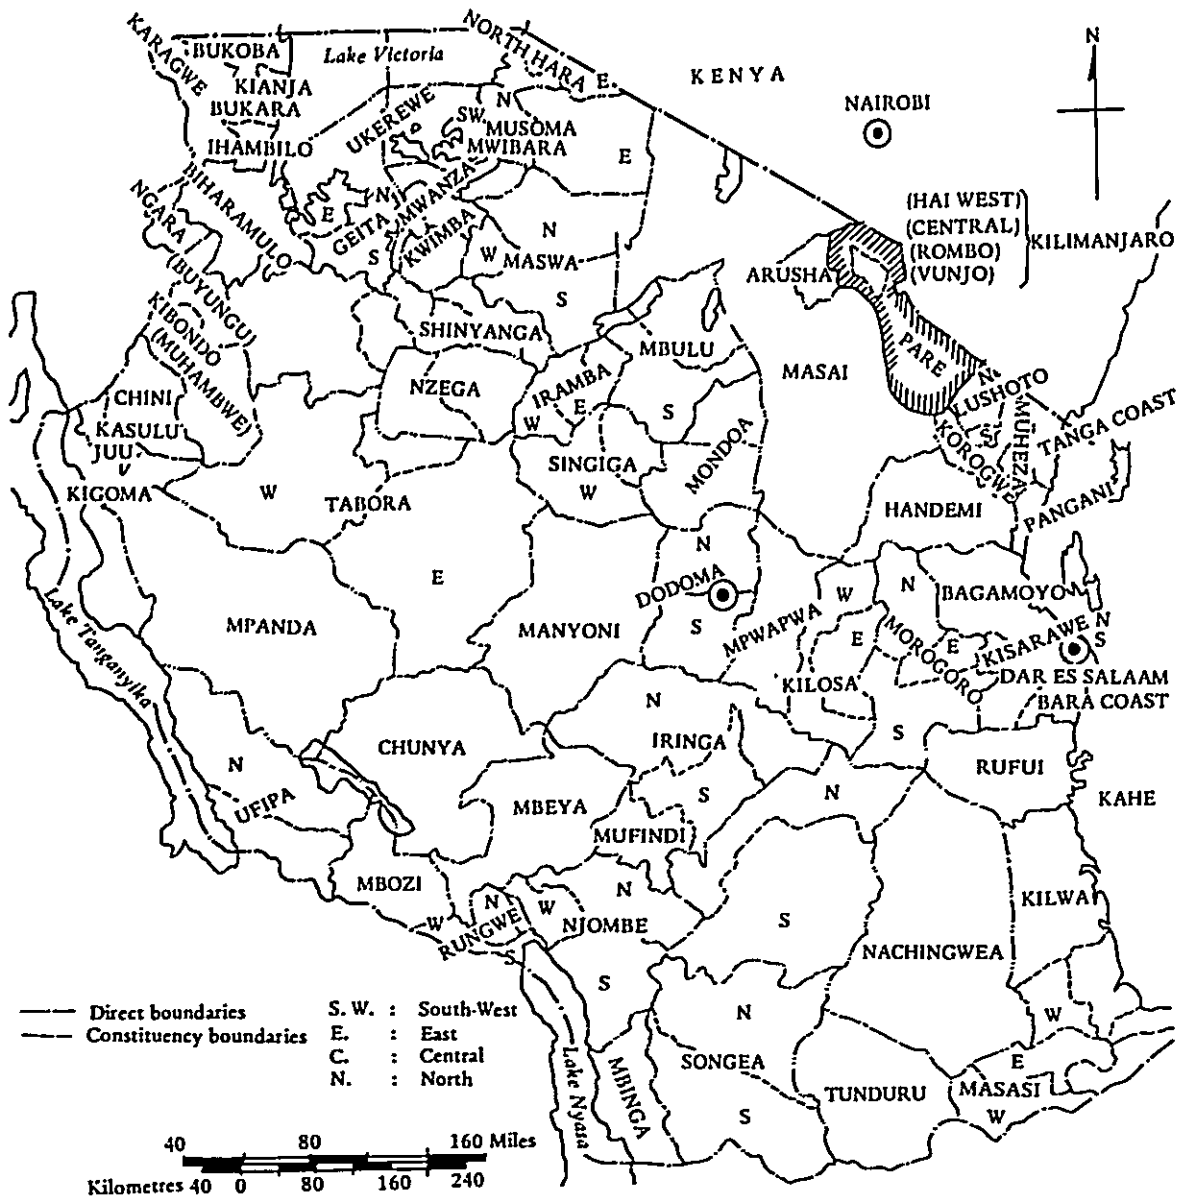 KARAGWE
BUKOBA
Lake Victoria
NORTH HARA
E
KENYA
N
KIANJA
BUKARA
NAIROBI
IHAMBILO
UKEREWE
N
SW.
MUSOMA
MWIBARA
E
BIHARAMULO
NGARA
E
N
GEITA
S
MWANZA
KWIMBA
W
N
MASWA
S
(HAI WEST)
(CENTRAL)
(ROMBO)
(VUNJO)
KILIMANJARO
ARUSHA
(BUYUNGU)
KIBONDO
(MUHAMBWE)
SHINYANGA
MBULU
MASAI
PARE
CHINI
KASULU
JUU
V
NZEGA
IRAMBA
W
E
S
N
LUSHOTO
S
MUHEZA
KOROGWE
TANGA COAST
PANGANI
KIGOMA
W
TABORA
E
SINGIGA
W
MONDOA
HANDEMI
N
DODOMA
S
MPWAPWA
W
N
BAGAMOYO
MPANDA
MANYONI
E
MOROGORO
E
KISARAWE
N
S
DAR ES SALAAM
BARA COAST
KILOSA
S
Lake Tanganyika
N
UFIPA
CHUNYA
N
IRINGA
S
N
RUFUI
KAHE
MBEYA
MUFINDI
MBOZI
W
N
RUNGWE
S
W
N
NJOMBE
S
S
NACHINGWEA
KILWA
W
E
MASASI
W
N
SONGEA
S
TUNDURU
MBINGA
Lake Nyasa
Direct boundaries
Constituency boundaries
S. W. : South-West
E. : East
C. : Central
N. : North
40 80 160 Miles
Kilometres 40 0 80 160 240